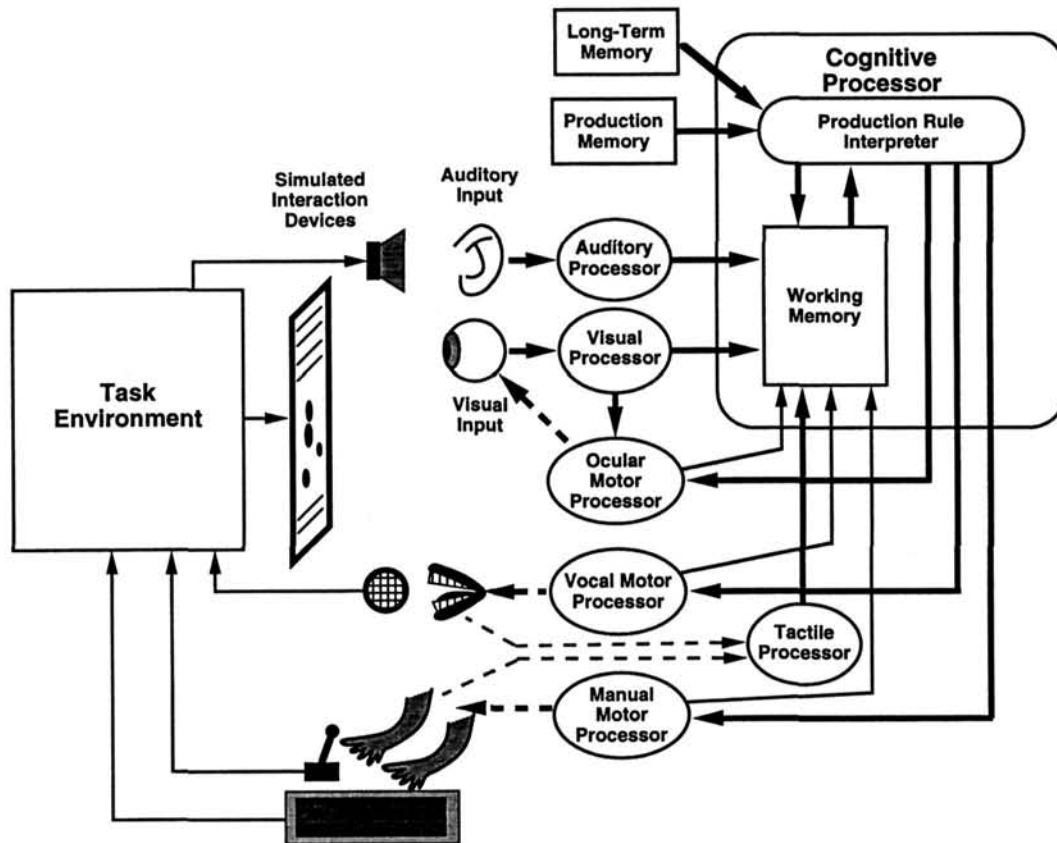 Long-Term
Memory
Cognitive
Processor
Production
Memory
Production Rule
Interpreter
Simulated
Interaction
Devices
Auditory
Input
Auditory
Processor
Working
Memory
Visual
Processor
Task
Environment
Visual
Input
Ocular
Motor
Processor
Vocal Motor
Processor
Tactile
Processor
Manual
Motor
Processor